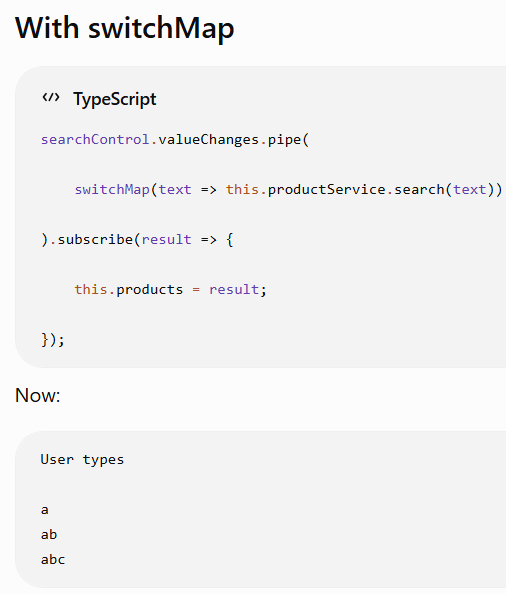 With switchMap
TypeScript
searchControl.valueChanges.pipe(
switchMap(text => this.productService.search(text))
).subscribe(result => {
this.products = result;
});
Now:
User types
a
ab
abc